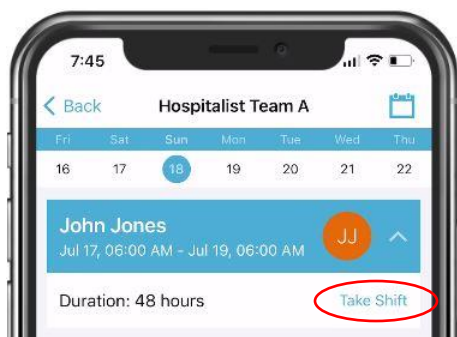 7:45
Back Hospitalist Team A
Fri Sat Sun Mon Tue Wed Thu
16 17 18 19 20 21 22
John Jones
JJ
Jul 17, 06:00 AM - Jul 19, 06:00 AM
Duration: 48 hours Take Shift